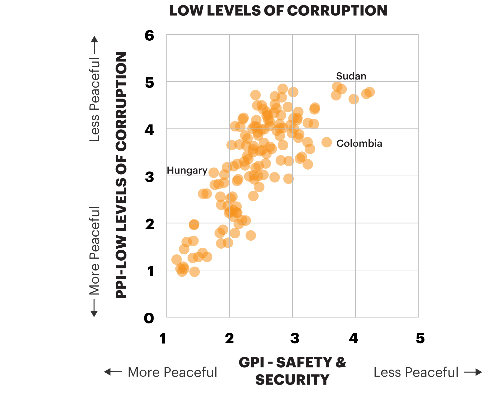 LOW LEVELS OF CORRUPTION
Less Peaceful
More Peaceful
PPI-LOW LEVELS OF CORRUPTION
6
5
4
3
2
1
0
Sudan
Colombia
Hungary
1 2 3 4 5
More Peaceful
GPI - SAFETY &
SECURITY
Less Peaceful